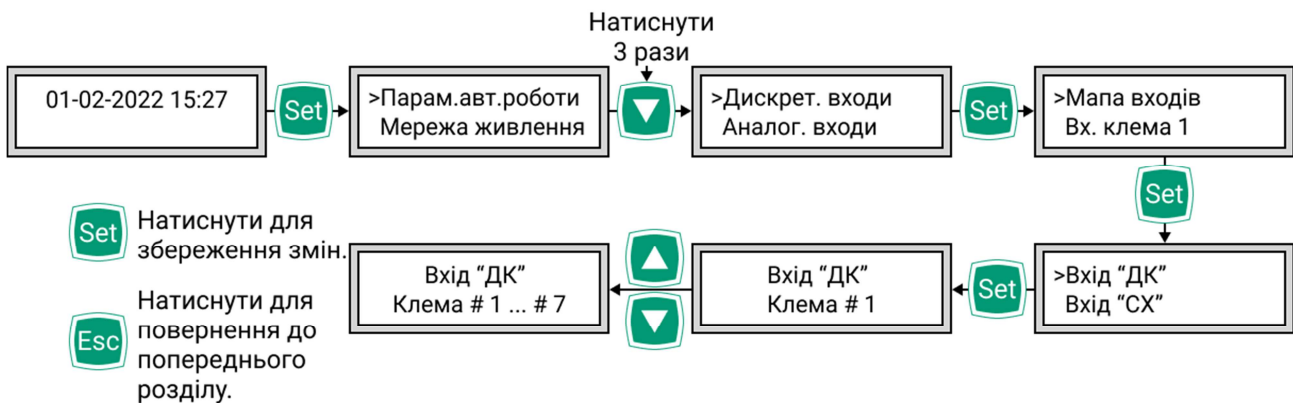 Натиснути
3 рази
01-02-2022 15:27
Set
>Парам.авт.роботи
Мережа живлення
>Дискрет. входи
Аналог. входи
Set
>Мапа входів
Вх. клема 1
Set
Set
Натиснути для
збереження змін.
Вхід “ДК”
Клема # 1 ... # 7
Вхід “ДК”
Клема # 1
Set
>Вхід “ДК”
Вхід “СХ”
Esc
Натиснути для
повернення до
попереднього
розділу.